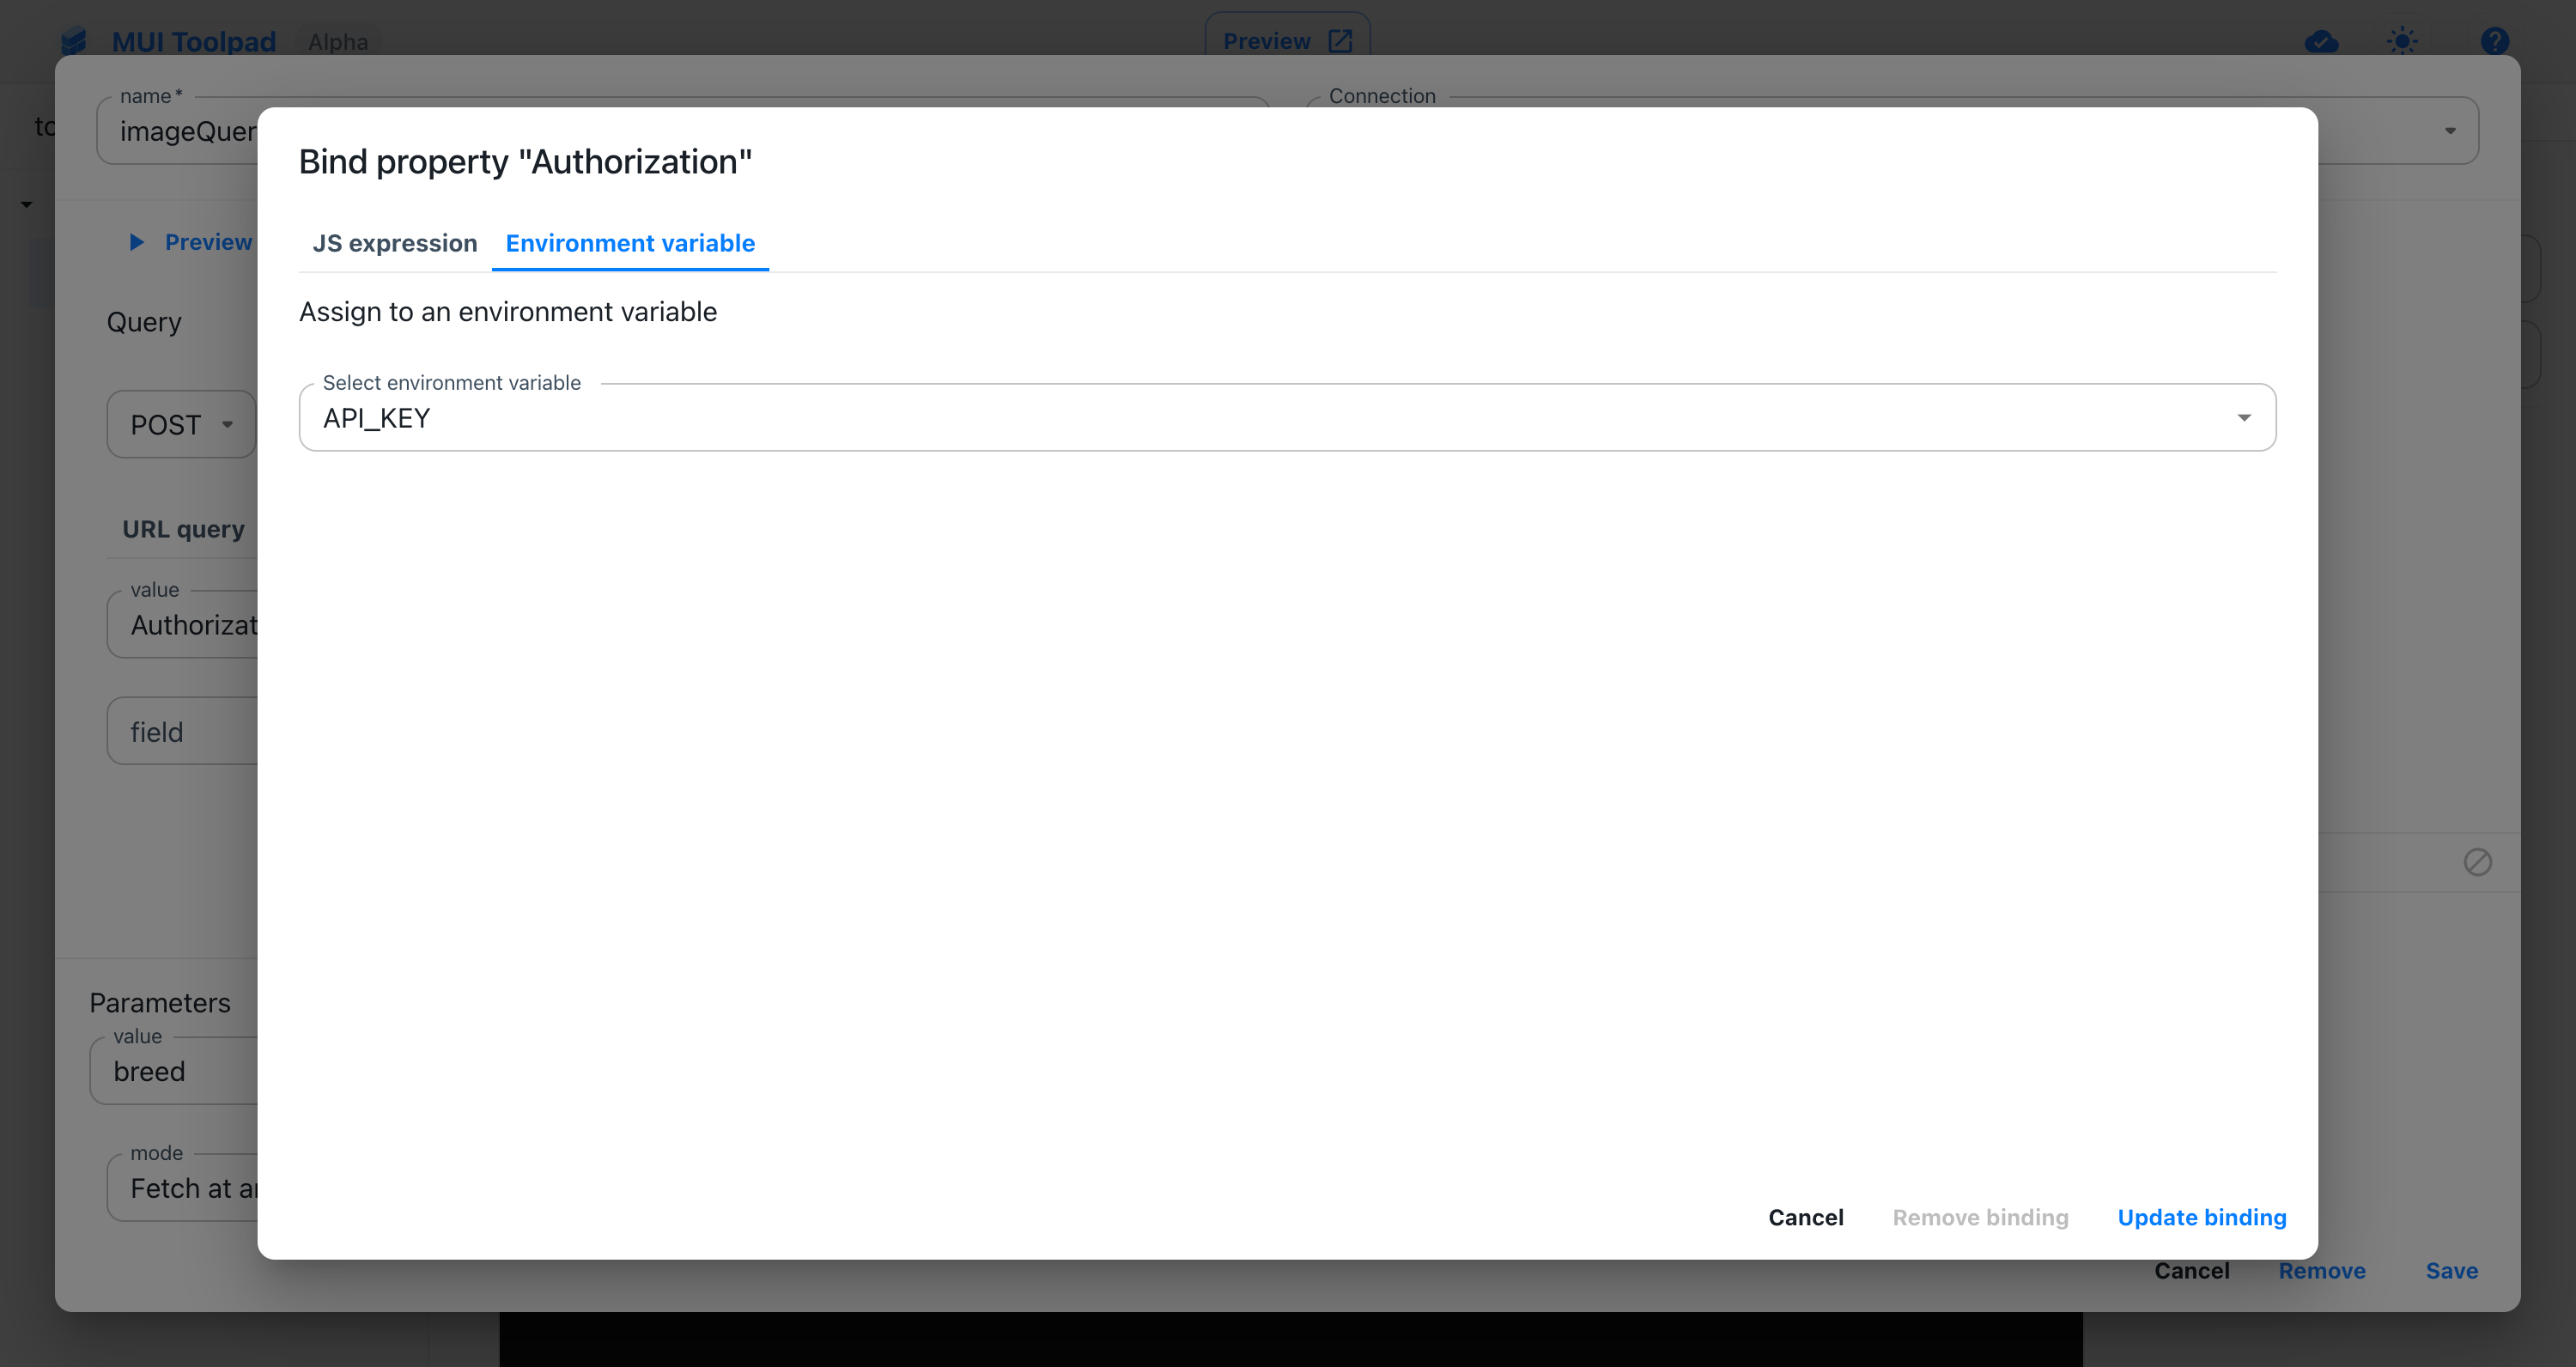 MUI Toolpad Alpha
Preview
name *
Connection
imageQuer
Bind property "Authorization"
JS expression
Environment variable
Preview
Assign to an environment variable
Query
Select environment variable
API_KEY
POST
URL query
value
Authorizat
field
Parameters
value
breed
mode
Fetch at
Cancel
Remove binding
Update binding
Cancel
Remove
Save